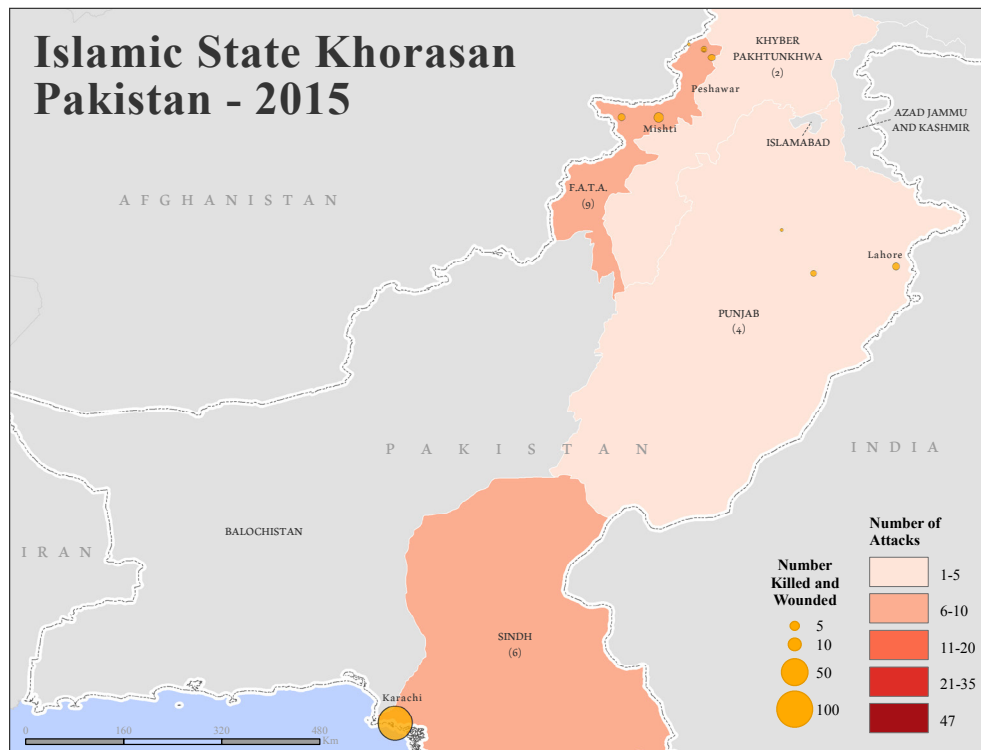 Islamic State Khorasan
Pakistan - 2015
KHYBER
PAKHTUNKHWA
(2)
Peshawar
AZAD JAMMU
AND KASHMIR
Mishti
ISLAMABAD
AFGHANISTAN
F.A.T.A.
(9)
Lahore
PUNJAB
(4)
PAKISTAN
INDIA
BALOCHISTAN
IRAN
SINDH
(6)
Karachi
0 160 320 480
Km
Number
Killed and
Wounded
5
10
50
100
Number of
Attacks
1-5
6-10
11-20
21-35
47